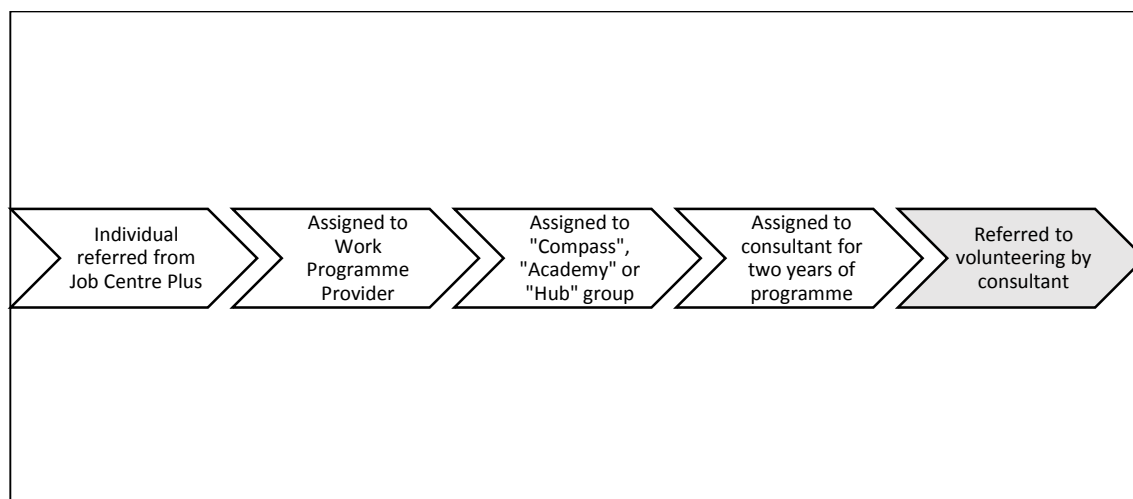 Individual
referred from
Job Centre Plus
Assigned to
Work
Programme
Provider
Assigned to
"Compass",
"Academy" or
"Hub" group
Assigned to
consultant for
two years of
programme
Referred to
volunteering by
consultant